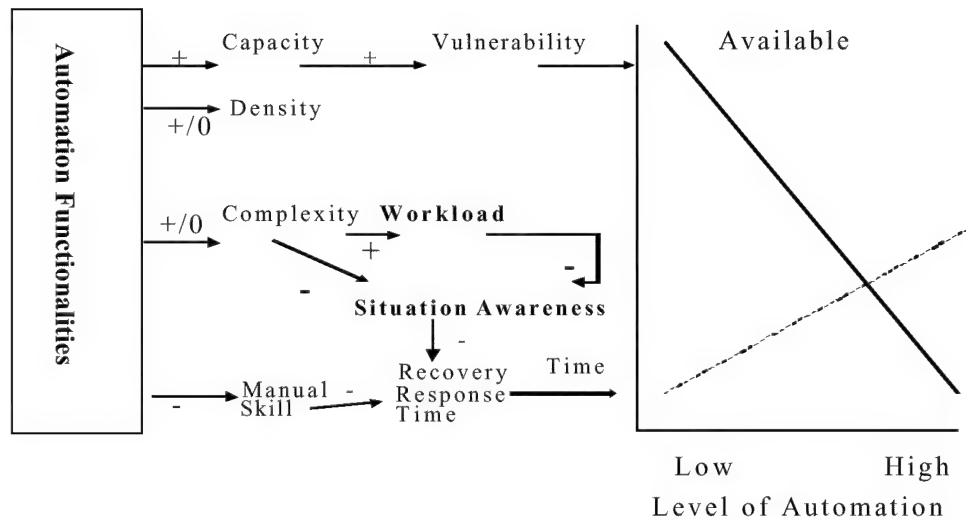 Automation Functionalities
+
Capacity
+
Vulnerability
Available
+/0
Density
+/0
Complexity
Workload
+
-
-
Situation Awareness
-
Recovery
Response
Time
Time
-
Manual
Skill
-
Low
High
Level of Automation